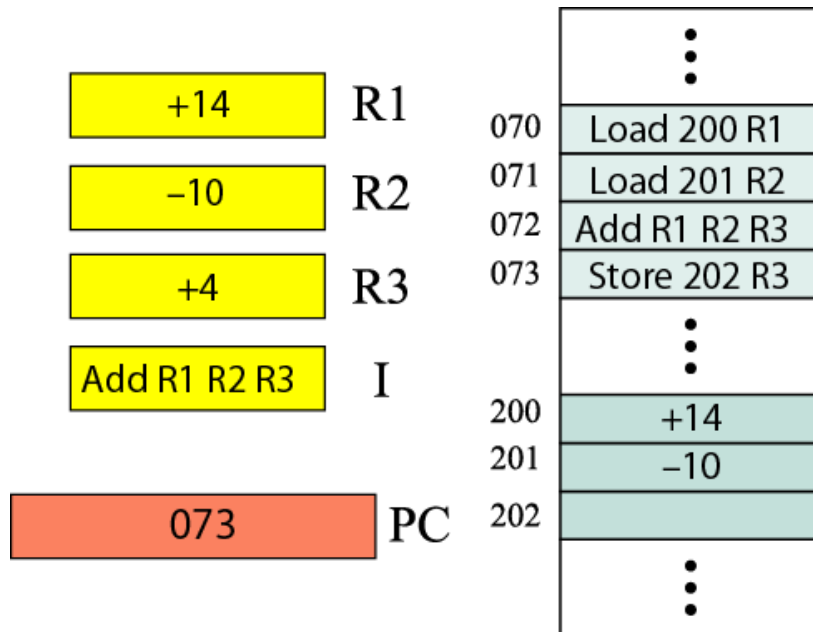 +14 R1
–10 R2
+4 R3
Add R1 R2 R3 I
073 PC
070 Load 200 R1
071 Load 201 R2
072 Add R1 R2 R3
073 Store 202 R3
200 +14
201 –10
202